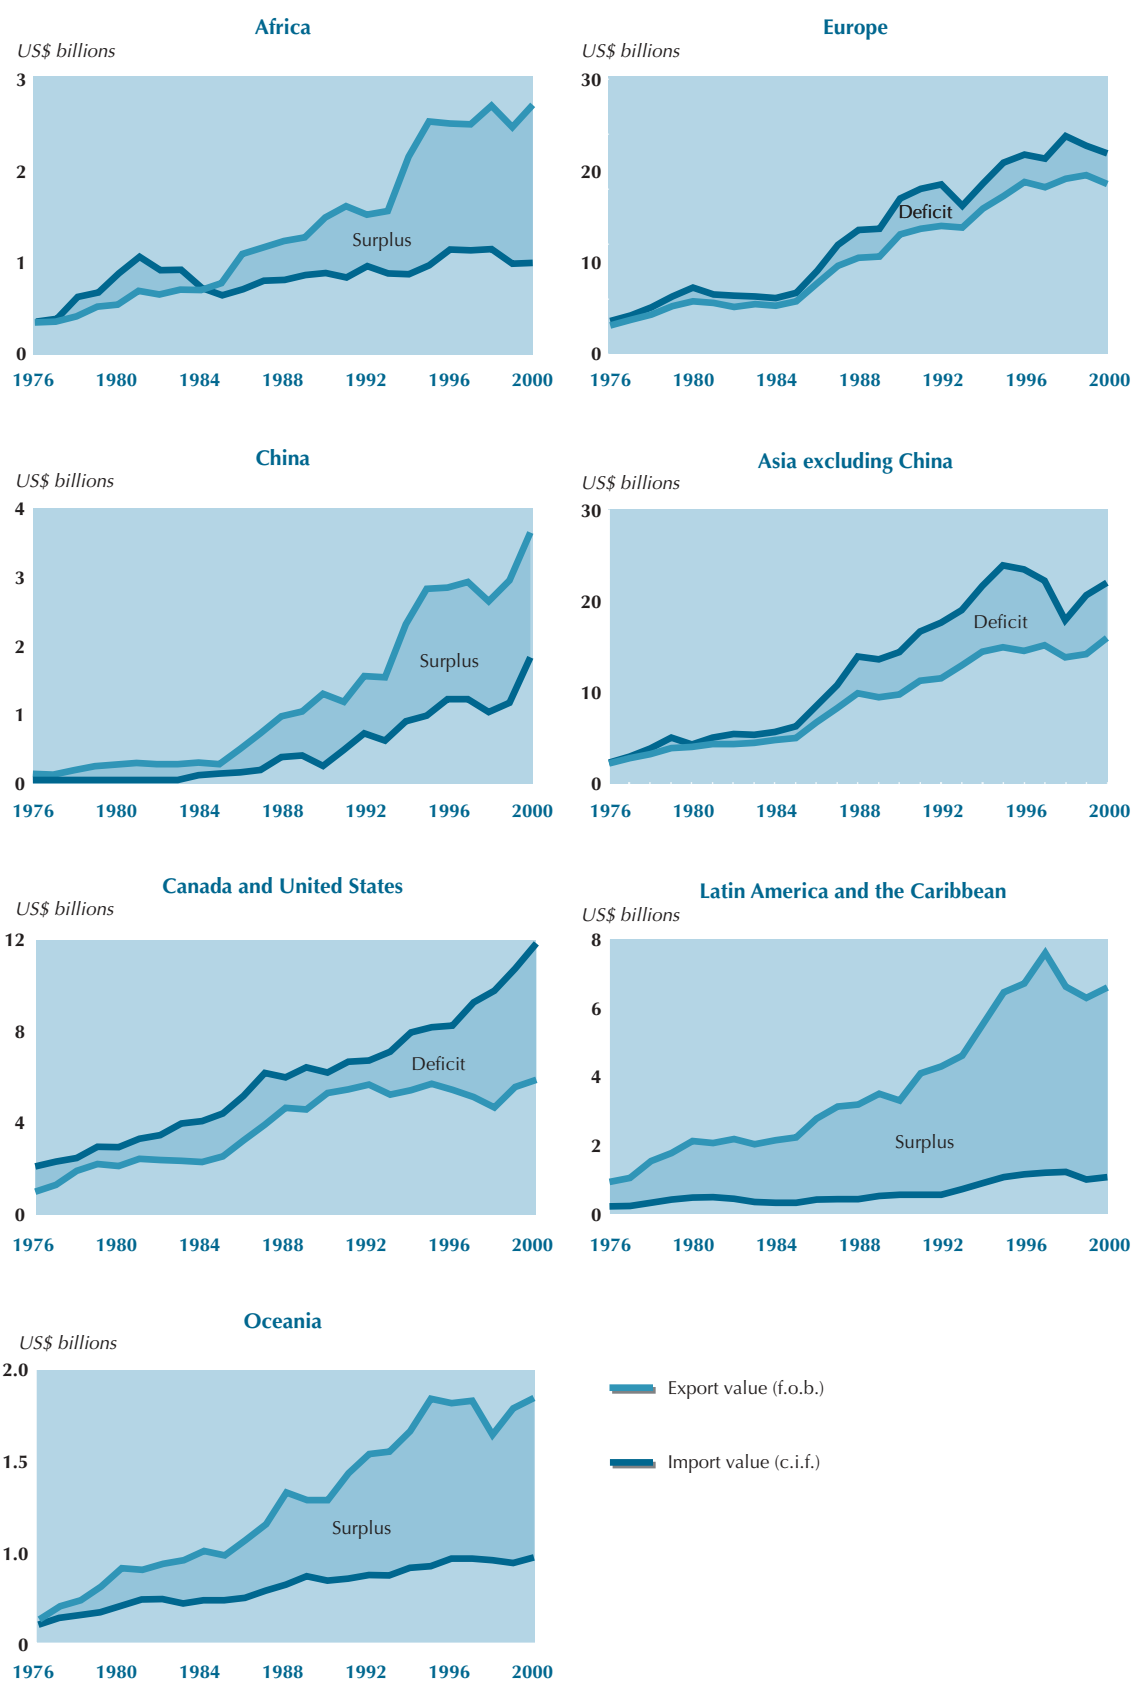 Africa
US$ billions
3
2
1
0
Surplus
1976 1980 1984 1988 1992 1996 2000
Europe
US$ billions
30
20
10
0
Deficit
1976 1980 1984 1988 1992 1996 2000
China
US$ billions
4
3
2
1
0
Surplus
1976 1980 1984 1988 1992 1996 2000
Asia excluding China
US$ billions
30
20
10
0
Deficit
1976 1980 1984 1988 1992 1996 2000
Canada and United States
US$ billions
12
8
4
0
Deficit
1976 1980 1984 1988 1992 1996 2000
Latin America and the Caribbean
US$ billions
8
6
4
2
0
Surplus
1976 1980 1984 1988 1992 1996 2000
Oceania
US$ billions
2.0
1.5
1.0
0
Surplus
1976 1980 1984 1988 1992 1996 2000
Export value (f.o.b.)
Import value (c.i.f.)